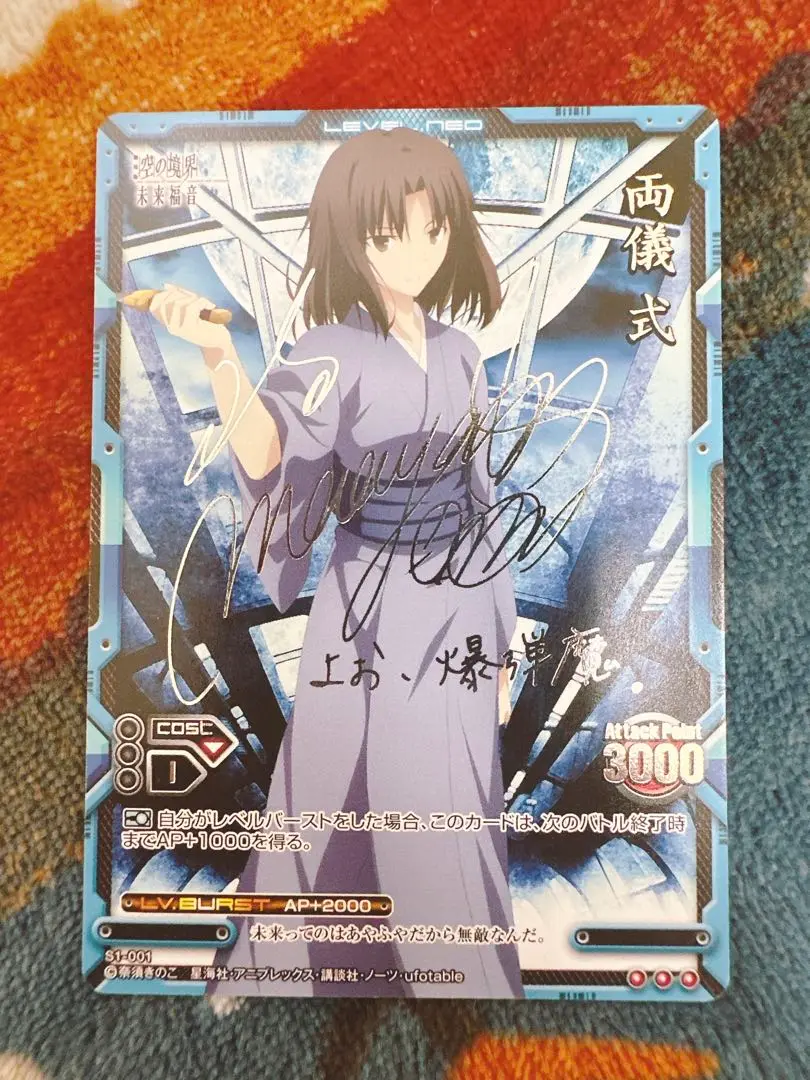 LEVEL NEO
空の境界
未来福音
両儀 式
上お、爆弾魔.
COST
1
Attack Point
3000
自分がレベルバーストをした場合、このカードは、次のバトル終了時
までAP+1000を得る。
LV.BURST AP+2000
未来ってのはあやふやだから無敵なんだ。
S1-001
©奈須きのこ 星海社・アニプレックス・講談社・ノーツ・ufotable